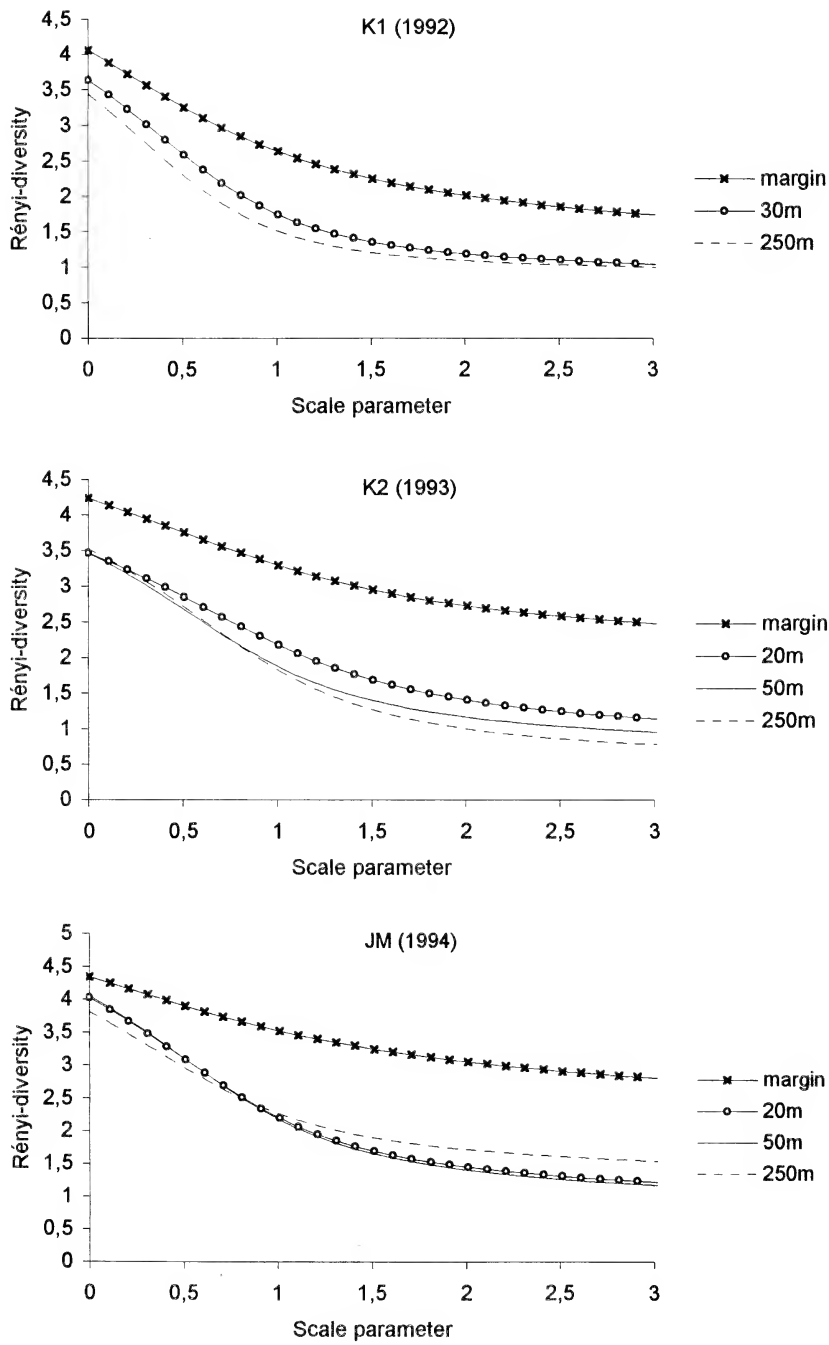 K1 (1992)
4,5
4
3,5
3
2,5
2
1,5
1
0,5
0
Rényi-diversity
0 0,5 1 1,5 2 2,5 3
Scale parameter
margin
30m
250m
K2 (1993)
4,5
4
3,5
3
2,5
2
1,5
1
0,5
0
Rényi-diversity
0 0,5 1 1,5 2 2,5 3
Scale parameter
margin
20m
50m
250m
JM (1994)
5
4,5
4
3,5
3
2,5
2
1,5
1
0,5
0
Rényi-diversity
0 0,5 1 1,5 2 2,5 3
Scale parameter
margin
20m
50m
250m